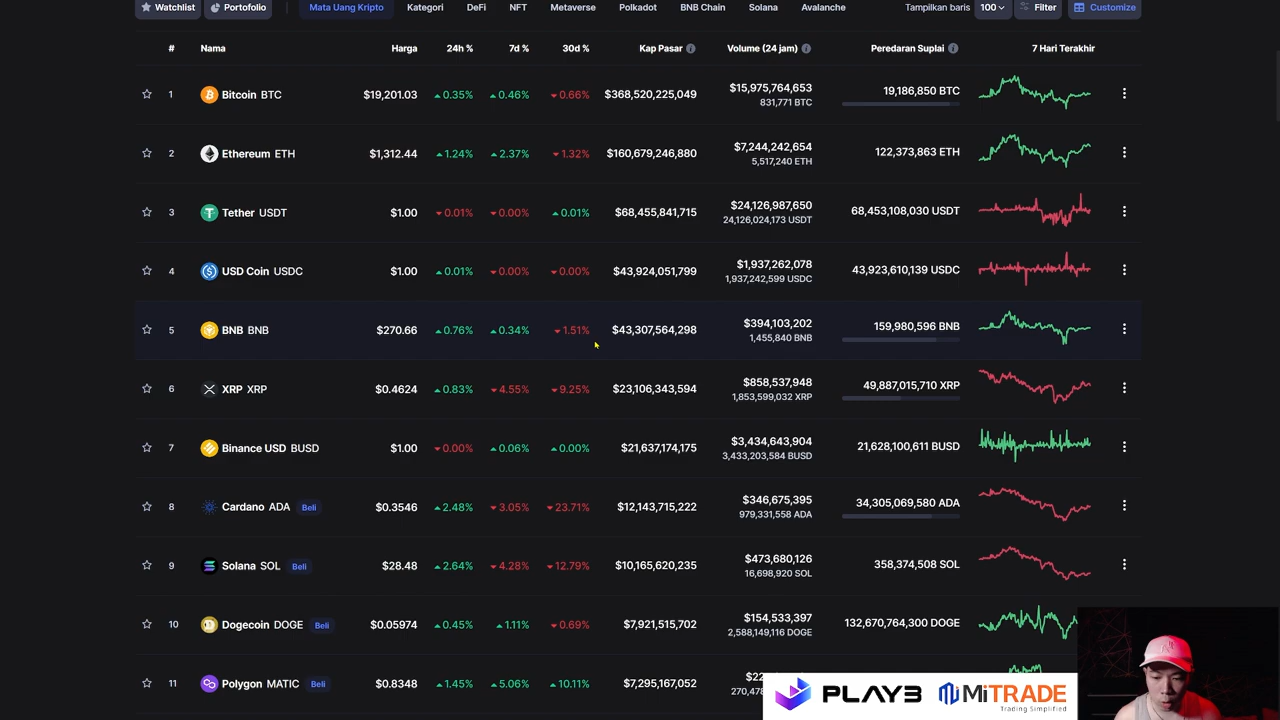 Watchlist Portofolio Mata Uang Kripto Kategori DeFi NFT Metaverse Polkadot BNB Chain Solana Avalanche Tampilkan baris 100 Filter Customize
# Nama Harga 24h % 7d % 30d % Kap Pasar Volume (24 jam) Peredaran Suplai 7 Hari Terakhir
1 Bitcoin BTC $19,201.03 0.35% 0.46% 0.66% $368,520,225,049 $15,975,764,653 19,186,850 BTC
831,771 BTC
2 Ethereum ETH $1,312.44 1.24% 2.37% 1.32% $160,679,246,880 $7,244,242,654 122,373,863 ETH
5,517,240 ETH
3 Tether USDT $1.00 0.01% 0.00% 0.01% $68,455,841,715 $24,126,987,650 68,453,108,030 USDT
24,126,024,173 USDT
4 USD Coin USDC $1.00 0.01% 0.00% 0.00% $43,924,051,799 $1,937,262,078 43,923,610,139 USDC
1,937,242,599 USDC
5 BNB BNB $270.66 0.76% 0.34% 1.51% $43,307,564,298 $394,103,202 159,980,596 BNB
1,455,840 BNB
6 XRP XRP $0.4624 0.83% 4.55% 9.25% $23,106,343,594 $858,537,948 49,887,015,710 XRP
1,853,599,032 XRP
7 Binance USD BUSD $1.00 0.00% 0.06% 0.00% $21,637,174,175 $3,434,643,904 21,628,100,611 BUSD
3,433,203,584 BUSD
8 Cardano ADA Beli $0.3546 2.48% 3.05% 23.71% $12,143,715,222 $346,675,395 34,305,069,580 ADA
979,331,558 ADA
9 Solana SOL Beli $28.48 2.64% 4.28% 12.79% $10,165,620,235 $473,680,126 358,374,508 SOL
16,698,920 SOL
10 Dogecoin DOGE Beli $0.05974 0.45% 1.11% 0.69% $7,921,515,702 $154,533,397 132,670,764,300 DOGE
2,588,149,116 DOGE
11 Polygon MATIC Beli $0.8348 1.45% 5.06% 10.11% $7,295,167,052
PLAY3 MiTRADE
Trading Simplified